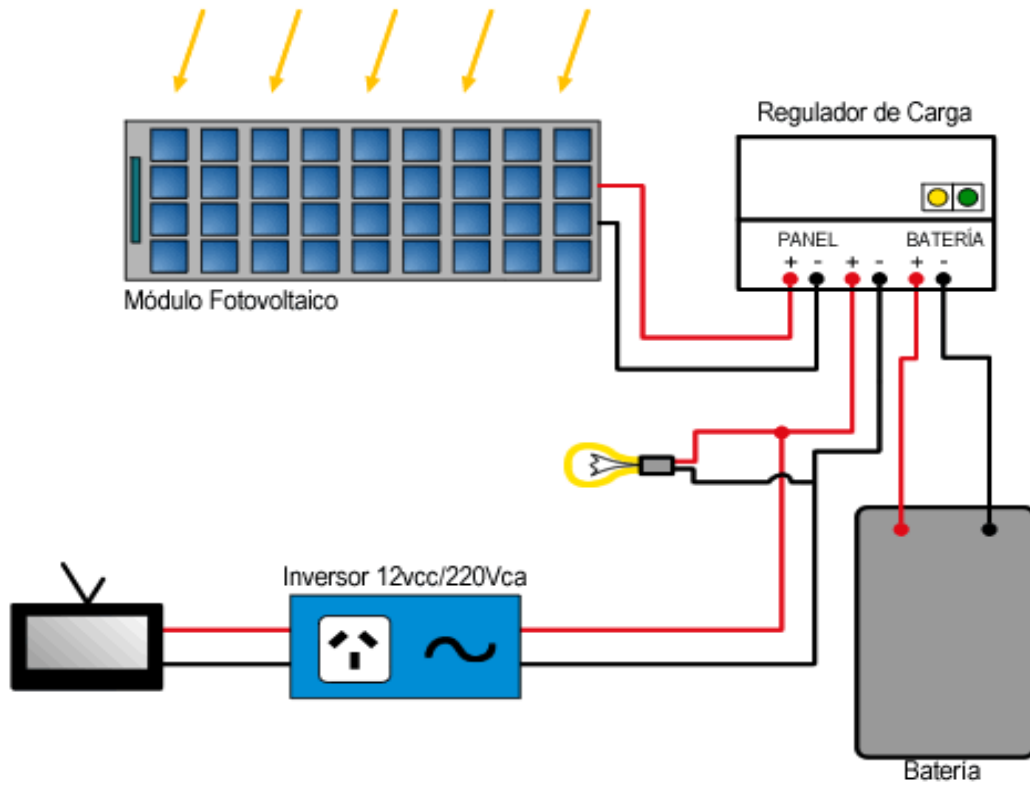 Regulador de Carga
PANEL BATERÍA
+ - + - + -
Módulo Fotovoltaico
Inversor 12vcc/220Vca
Batería